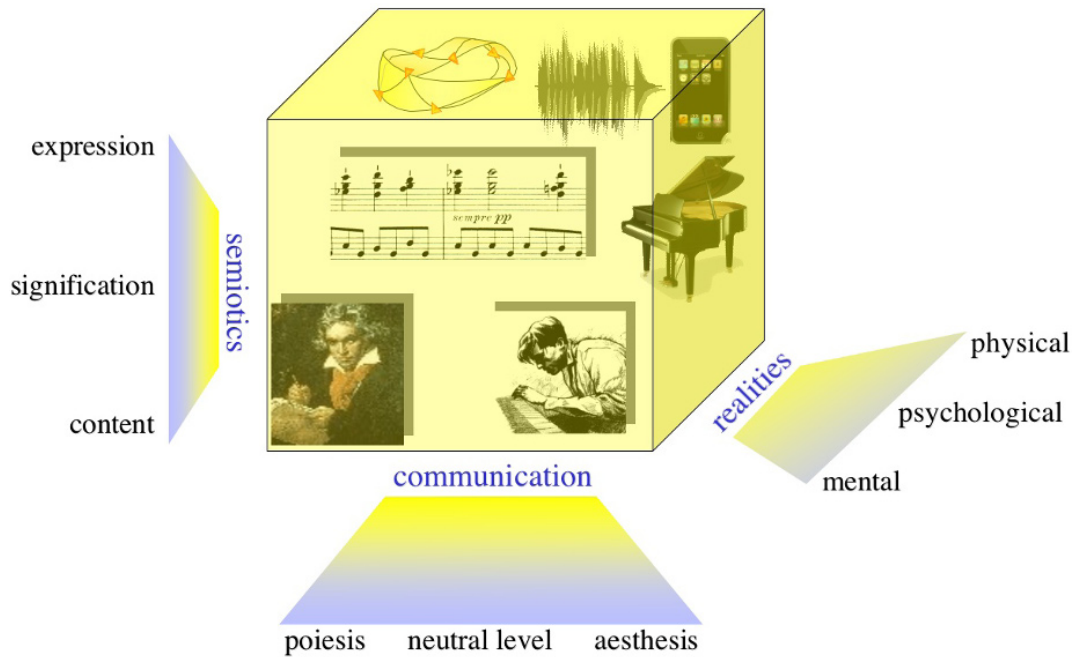 expression
sempre pp
semiotics
signification
realities
physical
psychological
content
communication
mental
poiesis neutral level aesthesis